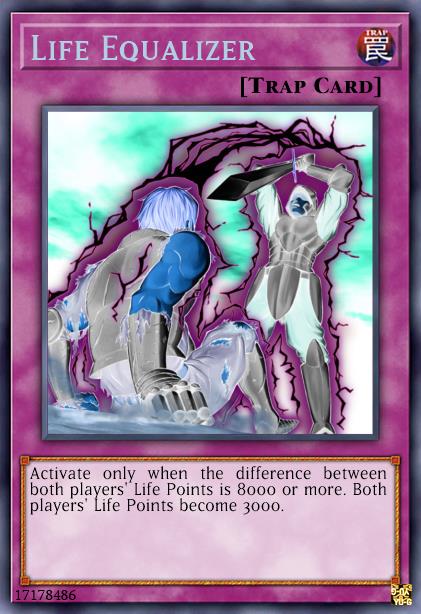 LIFE EQUALIZER
TRAP
罠
[TRAP CARD]
Activate only when the difference between
both players' Life Points is 8000 or more. Both
players' Life Points become 3000.
17178486